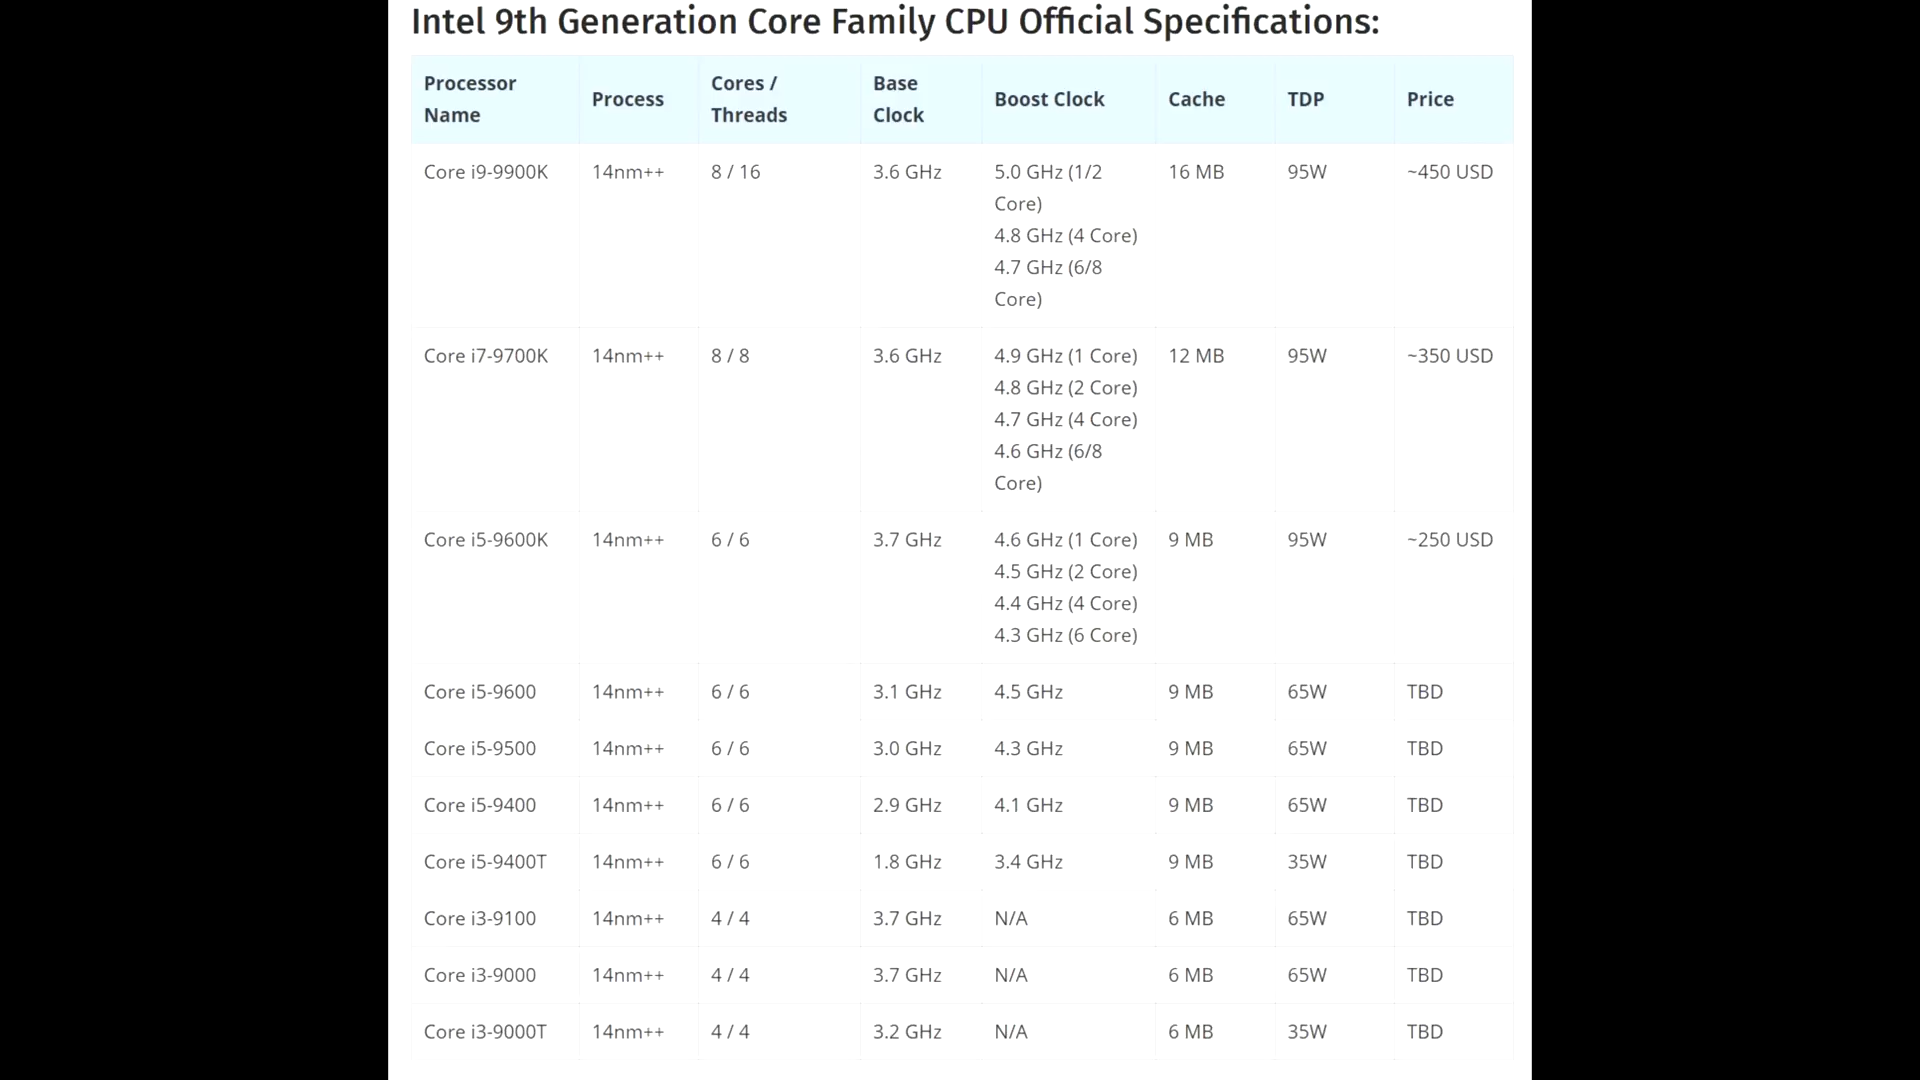 Intel 9th Generation Core Family CPU Official Specifications:
Processor Name Process Cores / Threads Base Clock Boost Clock Cache TDP Price
Core i9-9900K 14nm++ 8 / 16 3.6 GHz 5.0 GHz (1/2 Core) 16 MB 95W ~450 USD
4.8 GHz (4 Core)
4.7 GHz (6/8 Core)
Core i7-9700K 14nm++ 8 / 8 3.6 GHz 4.9 GHz (1 Core) 12 MB 95W ~350 USD
4.8 GHz (2 Core)
4.7 GHz (4 Core)
4.6 GHz (6/8 Core)
Core i5-9600K 14nm++ 6 / 6 3.7 GHz 4.6 GHz (1 Core) 9 MB 95W ~250 USD
4.5 GHz (2 Core)
4.4 GHz (4 Core)
4.3 GHz (6 Core)
Core i5-9600 14nm++ 6 / 6 3.1 GHz 4.5 GHz 9 MB 65W TBD
Core i5-9500 14nm++ 6 / 6 3.0 GHz 4.3 GHz 9 MB 65W TBD
Core i5-9400 14nm++ 6 / 6 2.9 GHz 4.1 GHz 9 MB 65W TBD
Core i5-9400T 14nm++ 6 / 6 1.8 GHz 3.4 GHz 9 MB 35W TBD
Core i3-9100 14nm++ 4 / 4 3.7 GHz N/A 6 MB 65W TBD
Core i3-9000 14nm++ 4 / 4 3.7 GHz N/A 6 MB 65W TBD
Core i3-9000T 14nm++ 4 / 4 3.2 GHz N/A 6 MB 35W TBD